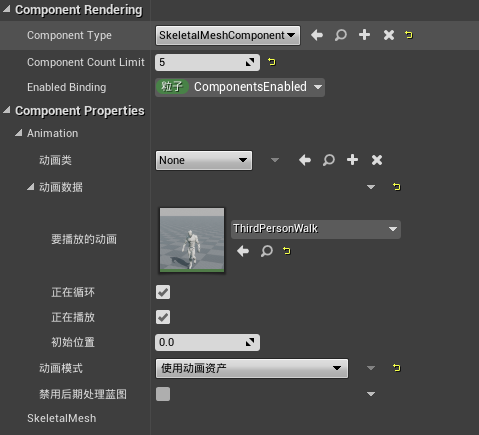 Component Rendering
Component Type SkeletalMeshComponent
Component Count Limit 5
Enabled Binding 粒子 ComponentsEnabled
Component Properties
Animation
动画类 None
动画数据
要播放的动画 ThirdPersonWalk
正在循环
正在播放
初始位置 0.0
动画模式 使用动画资产
禁用后期处理蓝图
SkeletalMesh